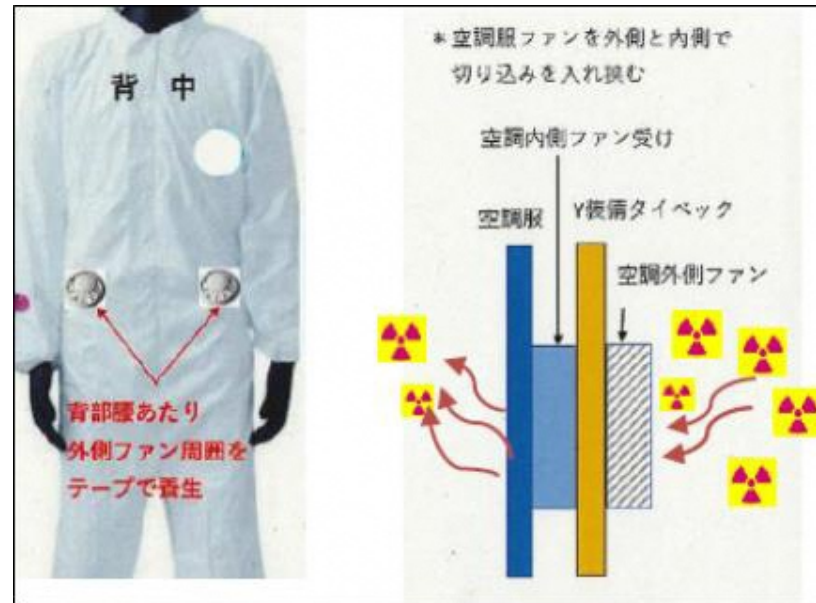 背 中
背部腰あたり
外側ファン周囲を
テープで養生
*空調服ファンを外側と内側で
切り込みを入れ挟む
空調内側ファン受け
空調服
Y装備タイベック
空調外側ファン